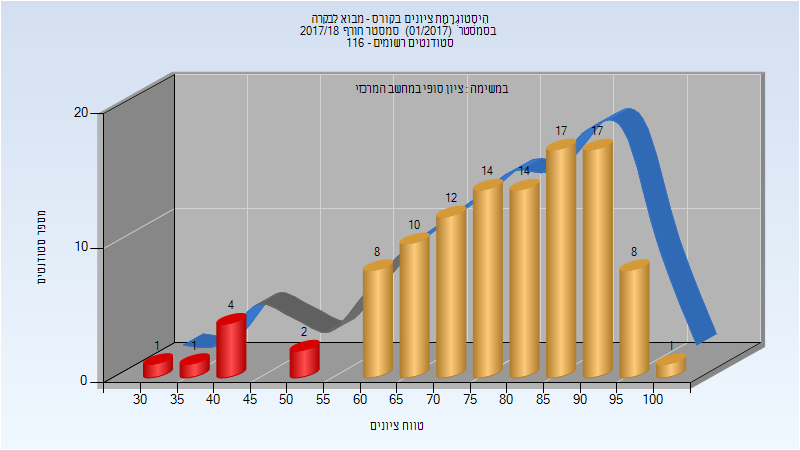 היסטוגרמת ציונים בקורס - מבוא לבקרה
בסמסטר (01/2017) סמסטר חורף 2017/18
סטודנטים רשומים - 116
במשימה : ציון סופי במחשב המרכזי
מספר סטודנטים
20
10
0
1
1
4
2
8
10
12
14
14
17
17
8
1
30 35 40 45 50 55 60 65 70 75 80 85 90 95 100
טווח ציונים